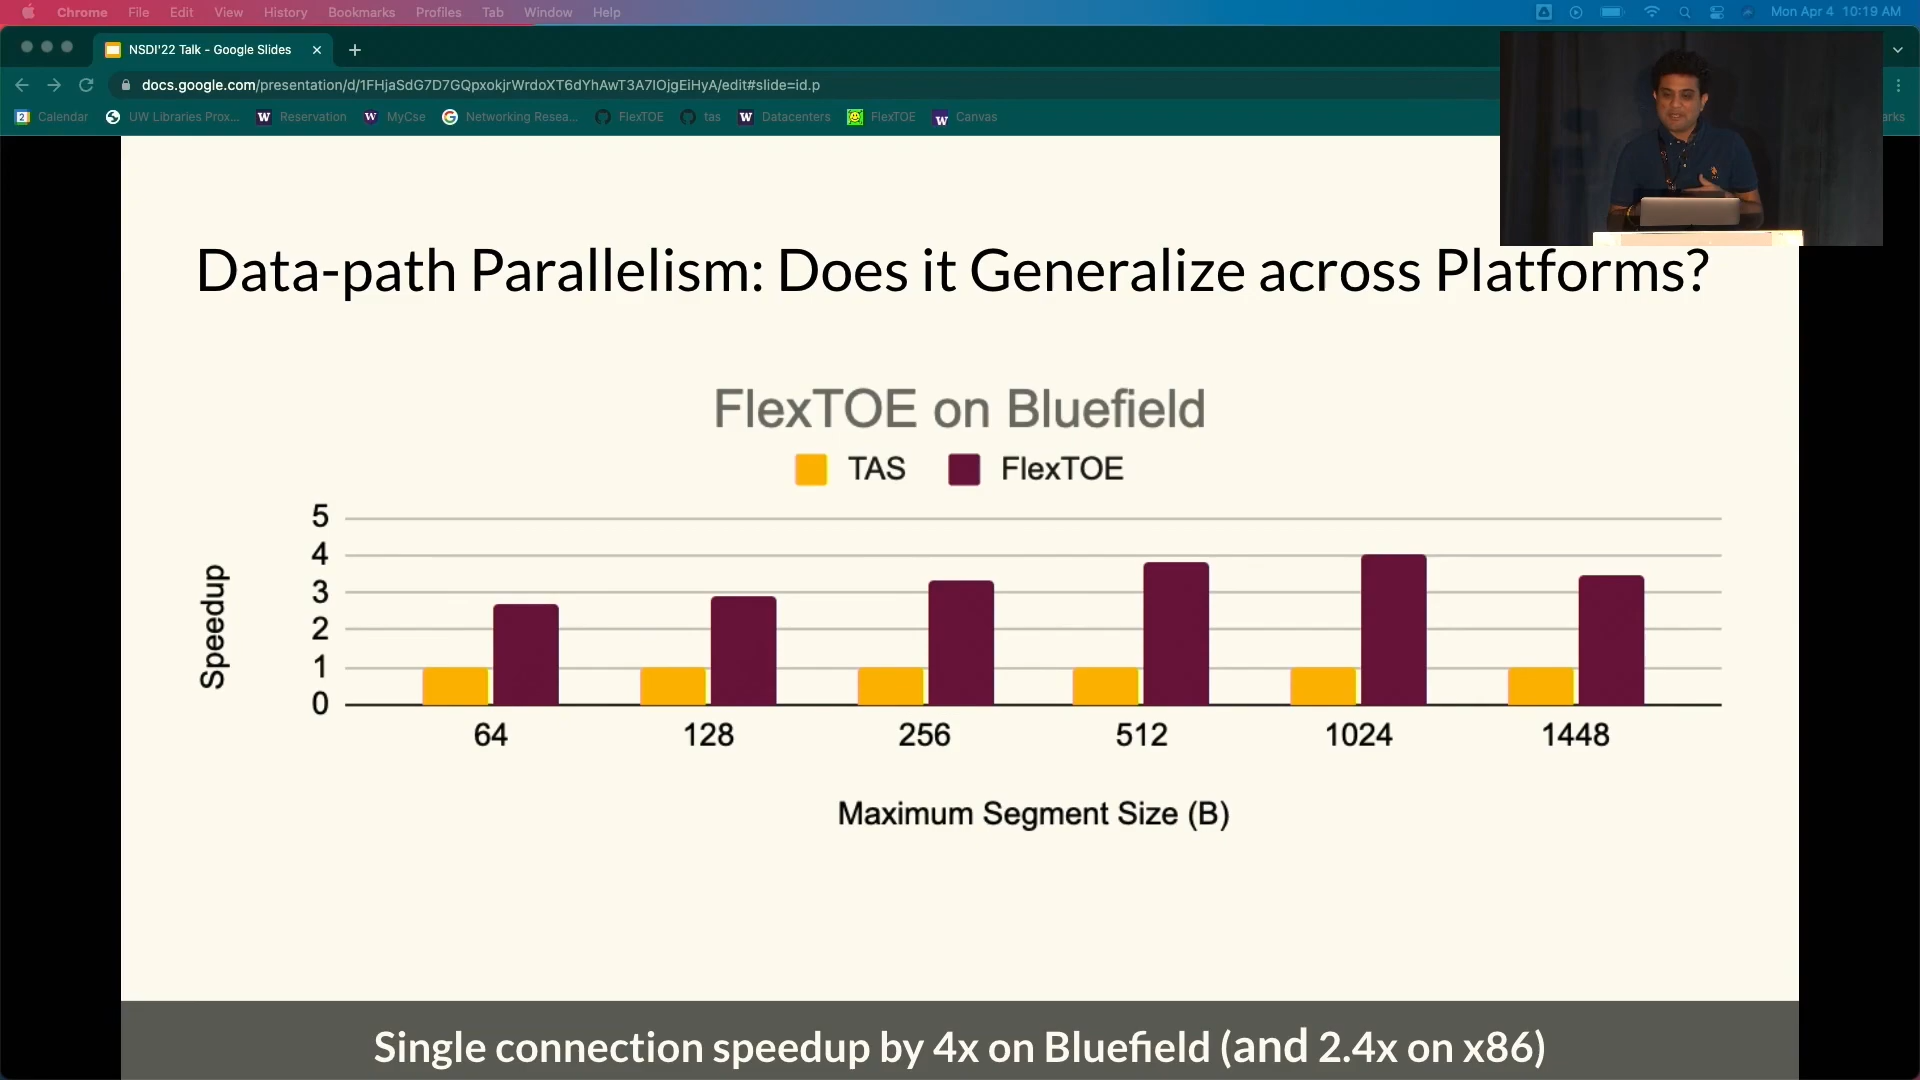 Chrome File Edit View History Bookmarks Profiles Tab Window Help Mon Apr 4 10:19 AM
NSDI'22 Talk - Google Slides
docs.google.com/presentation/d/1FHjaSdG7D7GQpxokjrWrdoXT6dYhAwT3A7IOjgEiHyA/edit#slide=id.p
2 Calendar UW Libraries Prox... W Reservation W MyCse G Networking Resea... FlexTOE tas W Datacenters FlexTOE W Canvas arks
Data-path Parallelism: Does it Generalize across Platforms?
FlexTOE on Bluefield
TAS FlexTOE
5
4
3
2
1
0
Speedup
64 128 256 512 1024 1448
Maximum Segment Size (B)
Single connection speedup by 4x on Bluefield (and 2.4x on x86)